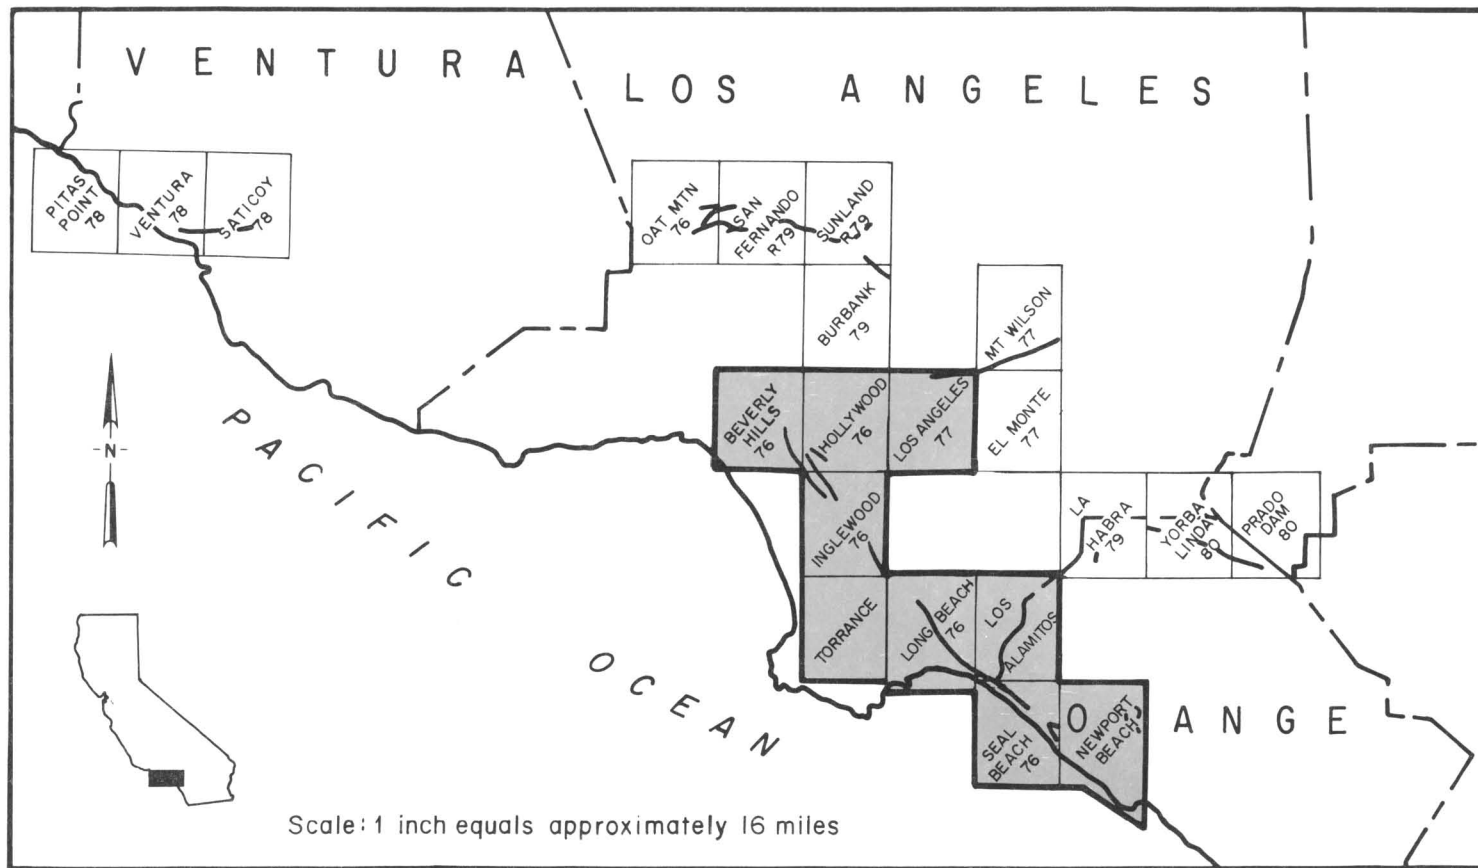 VENTURA
LOS ANGELES
PITAS
POINT
78
VENTURA
78
SATICOY
78
OAT MTN
76
SAN
FERNANDO
R79
SUNLAND
R79
BURBANK
79
MT WILSON
77
BEVERLY
HILLS
76
HOLLYWOOD
76
LOS ANGELES
77
EL MONTE
77
-N-
PACIFIC
OCEAN
INGLEWOOD
76
LA
HABRA
79
YORBA
LINDA
80
PRADO
DAM
80
TORRANCE
LONG BEACH
76
LOS
ALAMITOS
SEAL
BEACH
76
NEWPORT
BEACH
O ANGE
Scale: 1 inch equals approximately 16 miles